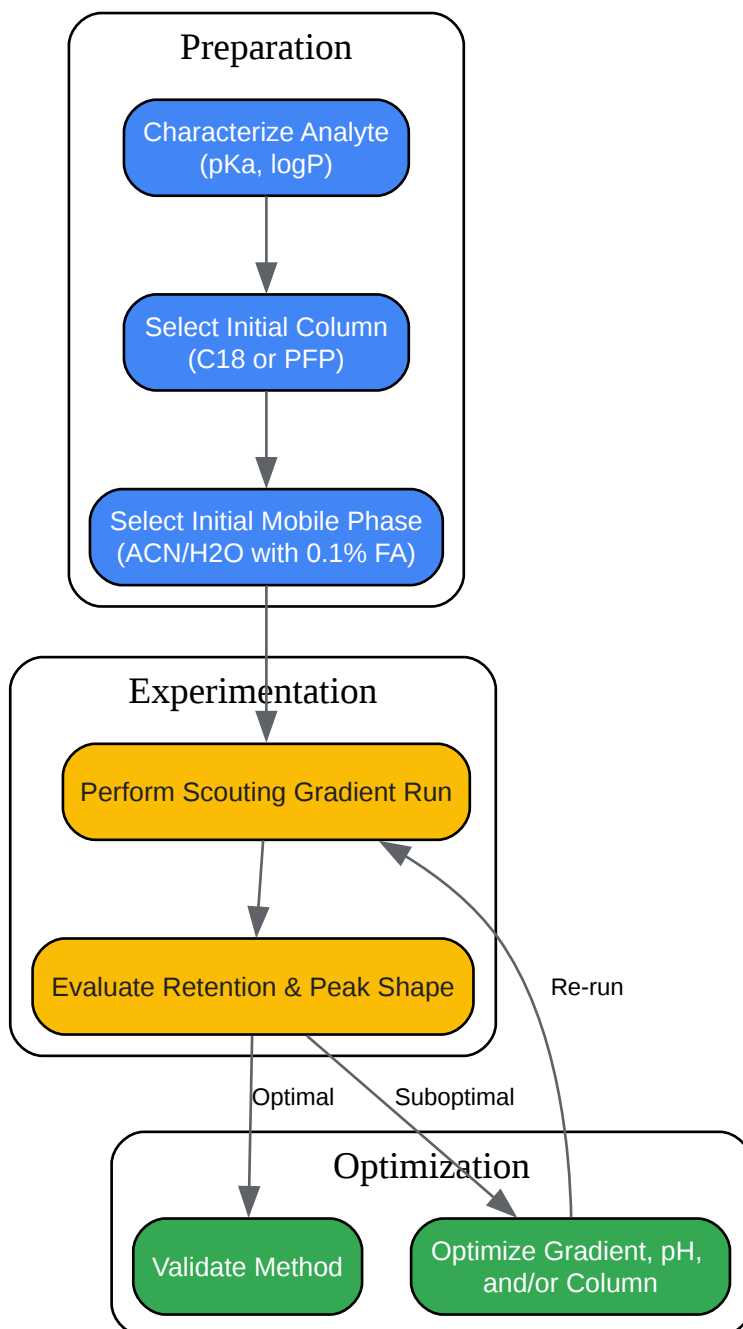 Preparation
Characterize Analyte
(pKa, logP)
Select Initial Column
(C18 or PFP)
Select Initial Mobile Phase
(ACN/H2O with 0.1% FA)
Experimentation
Perform Scouting Gradient Run
Evaluate Retention & Peak Shape
Re-run
Optimal
Suboptimal
Optimization
Validate Method
Optimize Gradient, pH,
and/or Column